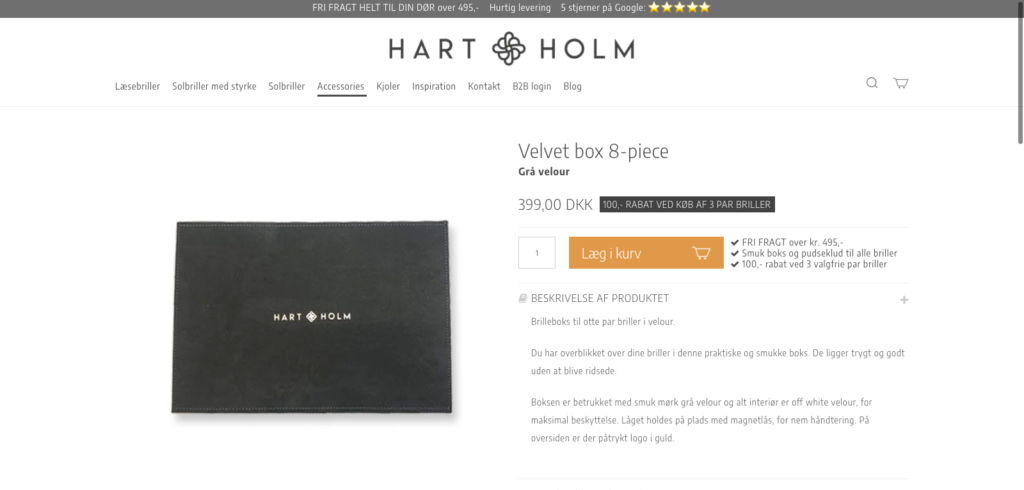 FRI FRAGT HELT TIL DIN DØR over 495,- Hurtig levering 5 stjerner på Google: ⭐⭐⭐⭐⭐
HART HOLM
Læsebriller Solbriller med styrke Solbriller Accessories Kjoler Inspiration Kontakt B2B login Blog
Velvet box 8-piece
Grå velour
399,00 DKK 100,- RABAT VED KØB AF 3 PAR BRILLER
1 Læg i kurv
✔ FRI FRAGT over kr. 495,-
✔ Smuk boks og pudseklud til alle briller
✔ 100,- rabat ved 3 valgfrie par briller
HART HOLM
BESKRIVELSE AF PRODUKTET +
Brilleboks til otte par briller i velour.
Du har overblikket over dine briller i denne praktiske og smukke boks. De ligger trygt og godt
uden at blive ridsede.
Boksen er betrukket med smuk mørk grå velour og alt interiør er off white velour, for
maksimal beskyttelse. Låget holdes på plads med magnetlås, for nem håndtering. På
oversiden er der påtrykt logo i guld.